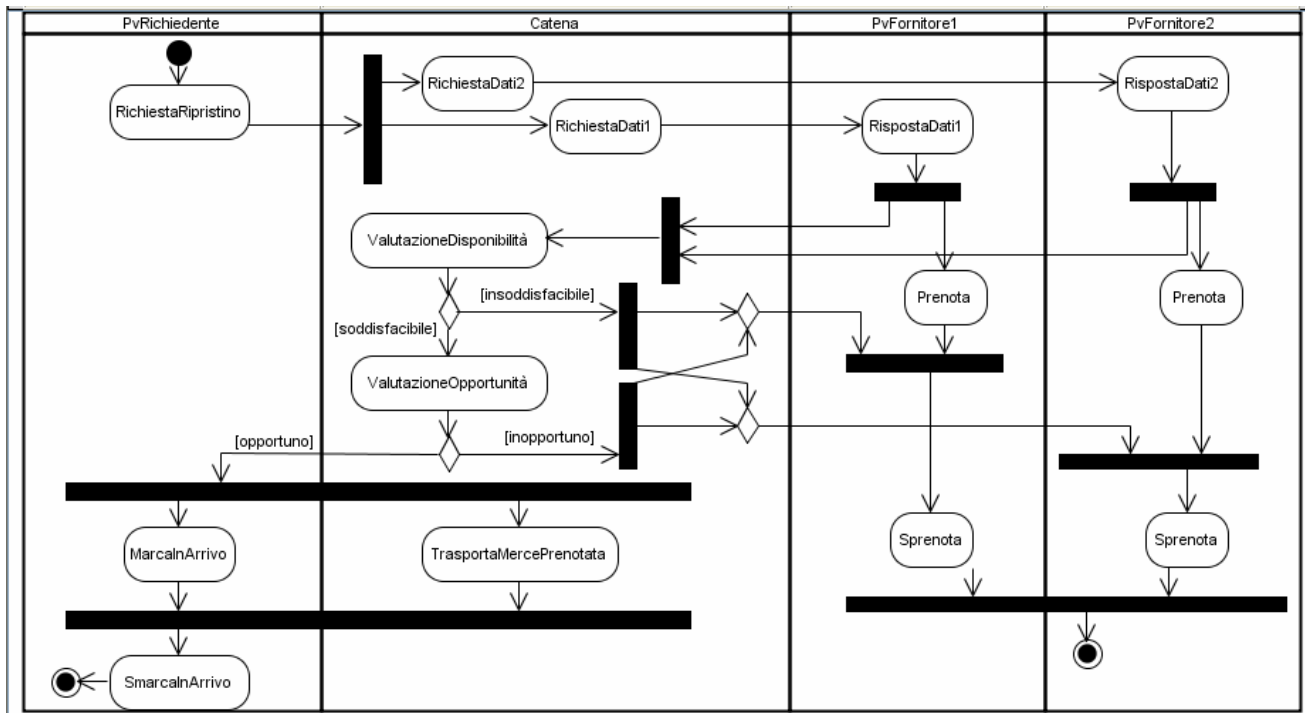 PvRichiedente
Catena
PvFornitore1
PvFornitore2
RichiestaRipristino
RichiestaDati2
RispostaDati2
RichiestaDati1
RispostaDati1
ValutazioneDisponibilità
[insoddisfacibile]
Prenota
Prenota
[soddisfacibile]
ValutazioneOpportunità
[opportuno]
[inopportuno]
MarcaInArrivo
TrasportaMercePrenotata
Sprenota
Sprenota
SmarcaInArrivo